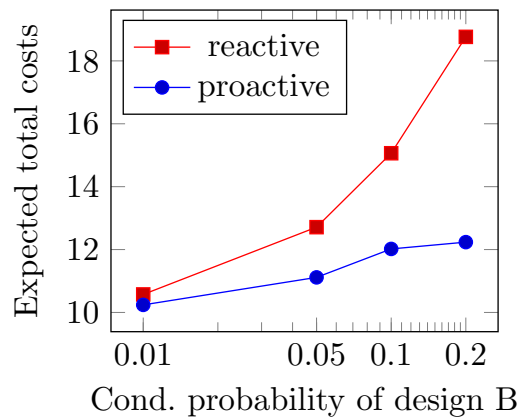 reactive
proactive
Expected total costs
18
16
14
12
10
0.01 0.05 0.1 0.2
Cond. probability of design B